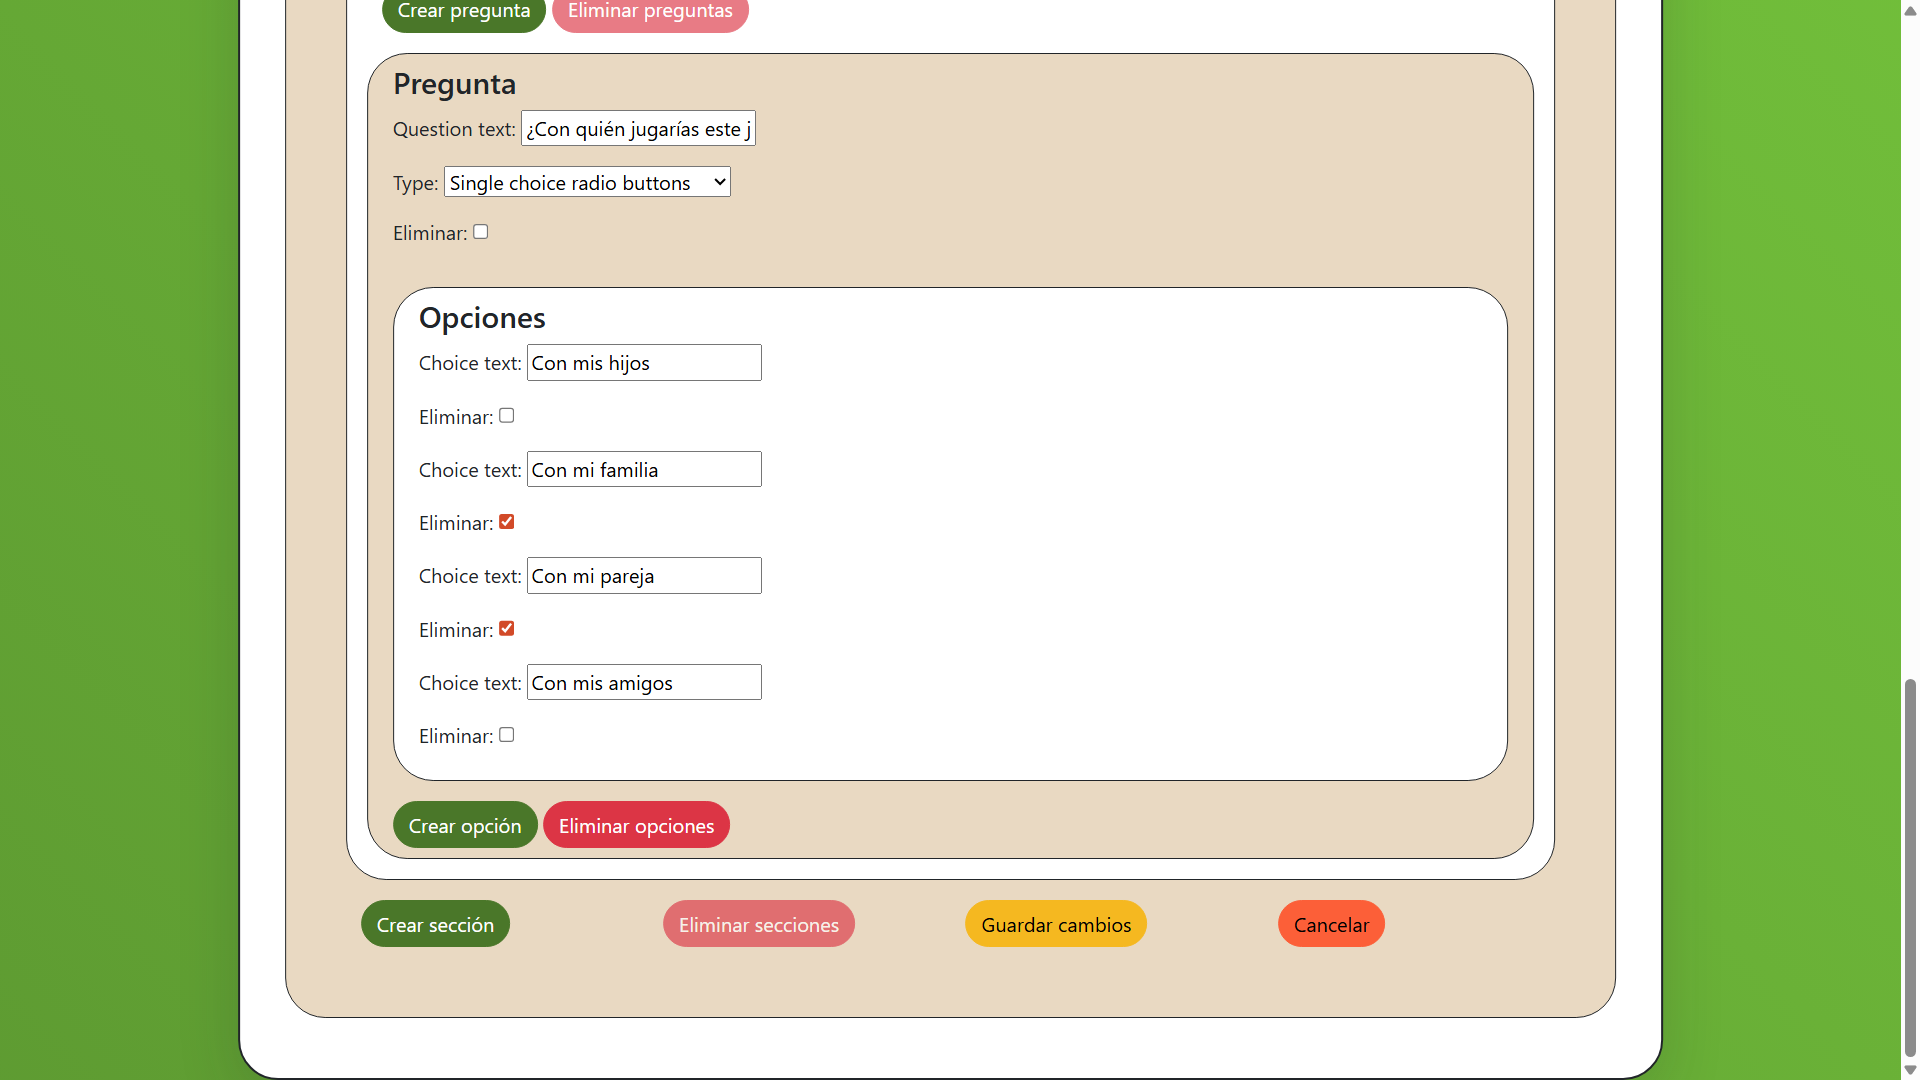 Crear pregunta Eliminar preguntas
Pregunta
Question text: ¿Con quién jugarías este j
Type: Single choice radio buttons
Eliminar:
Opciones
Choice text: Con mis hijos
Eliminar:
Choice text: Con mi familia
Eliminar:
Choice text: Con mi pareja
Eliminar:
Choice text: Con mis amigos
Eliminar:
Crear opción Eliminar opciones
Crear sección Eliminar secciones Guardar cambios Cancelar